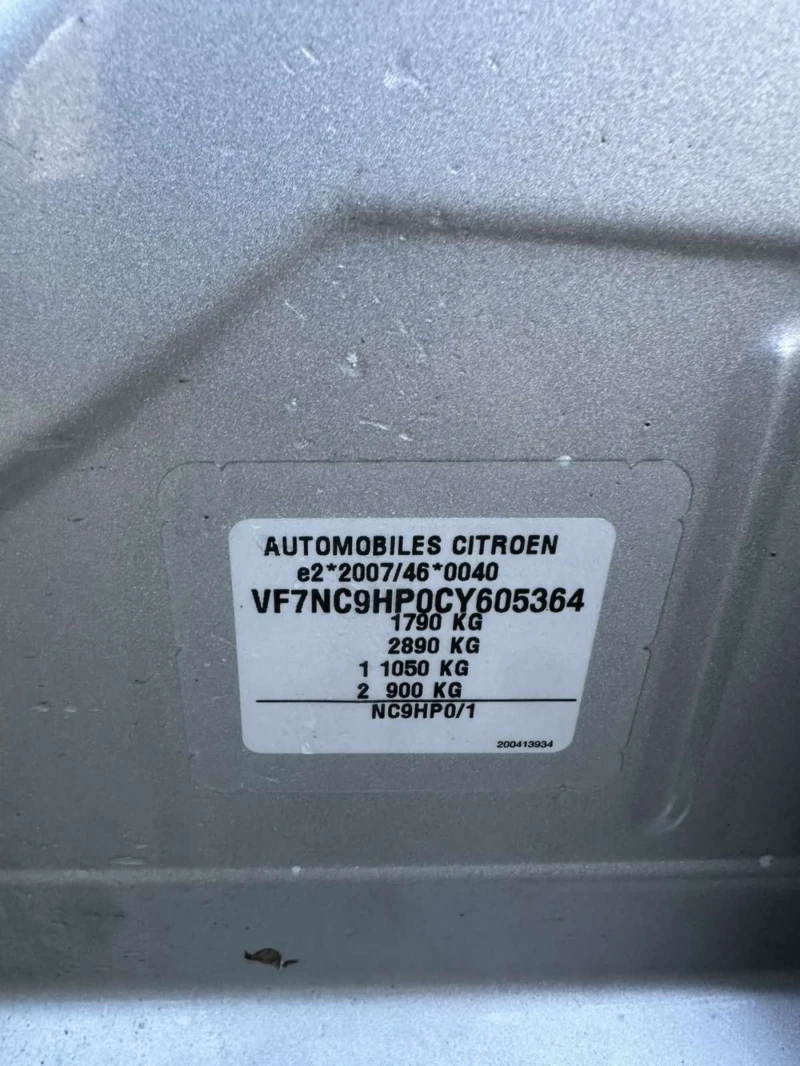 AUTOMOBILES CITROEN
e2*2007/46*0040
VF7NC9HP0CY605364
1790 KG
2890 KG
1 1050 KG
2 900 KG
NC9HP0/1
200413934